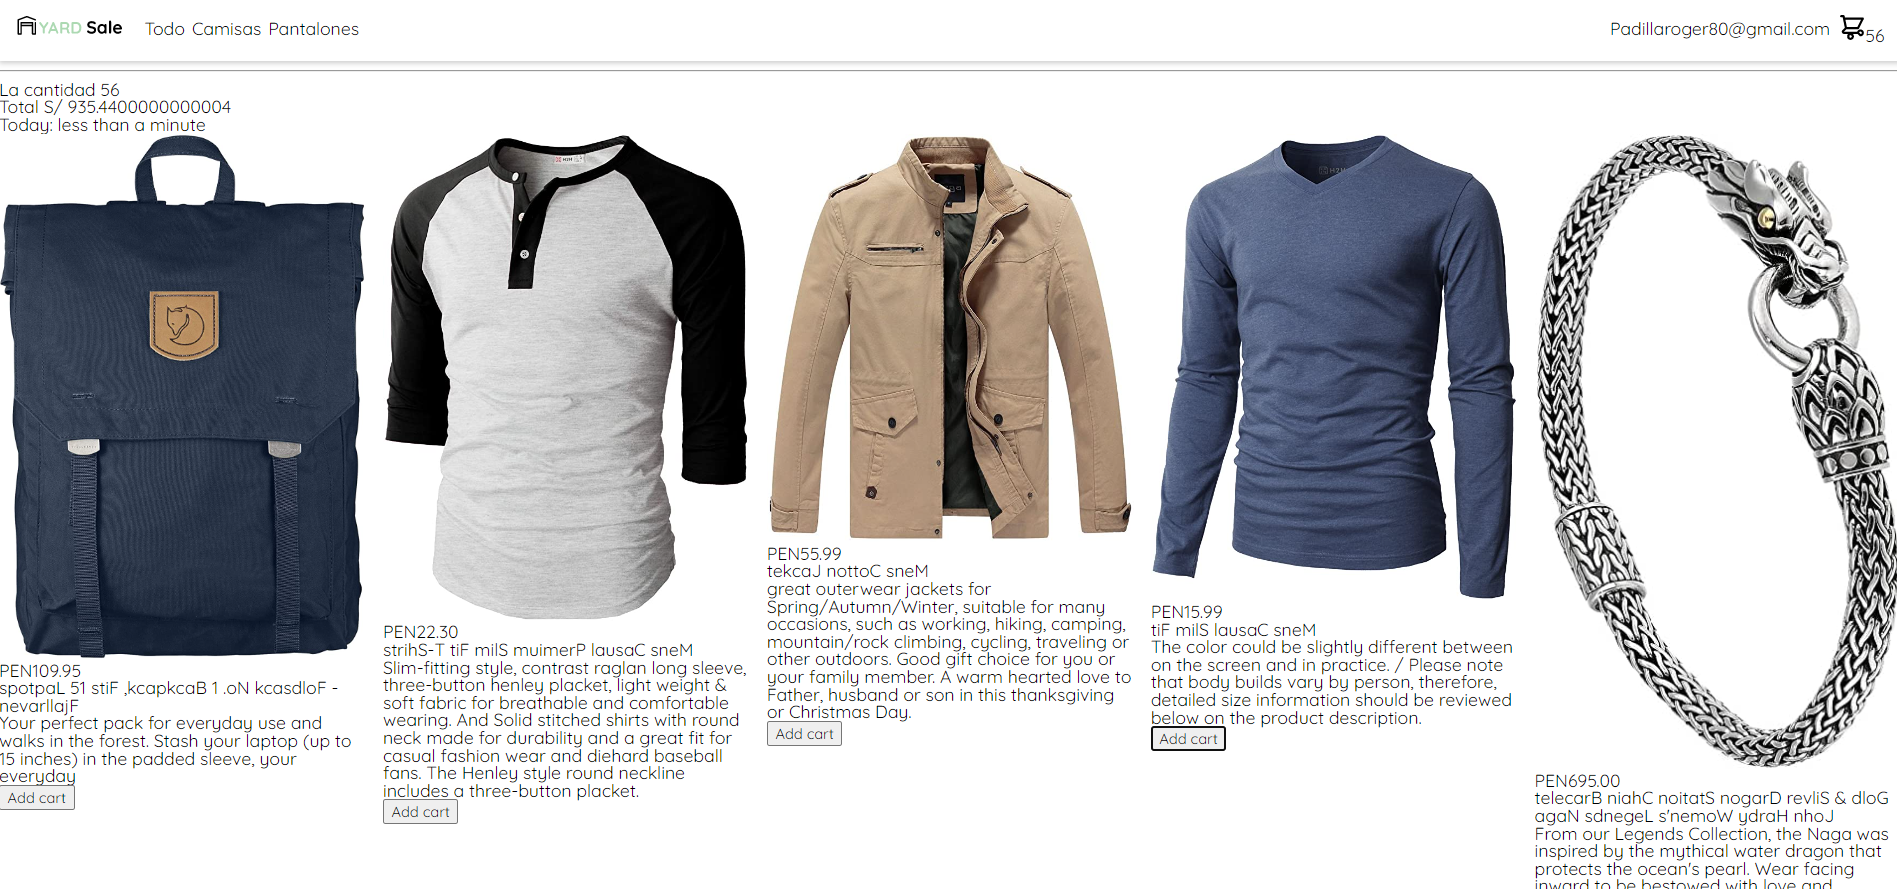 YARD Sale
Todo Camisas Pantalones
Padillaroger80@gmail.com 56
La cantidad 56
Total S/ 935.4400000000004
Today: less than a minute
PEN109.95
spotpaL 51 stiF ,kcapkcaB 1 .oN kcasdloF -
nevarllajF
Your perfect pack for everyday use and
walks in the forest. Stash your laptop (up to
15 inches) in the padded sleeve, your
everyday
Add cart
PEN22.30
strihS-T tiF milS muimerP lausaC sneM
Slim-fitting style, contrast raglan long sleeve,
three-button henley placket, light weight &
soft fabric for breathable and comfortable
wearing. And Solid stitched shirts with round
neck made for durability and a great fit for
casual fashion wear and diehard baseball
fans. The Henley style round neckline
includes a three-button placket.
Add cart
PEN55.99
tekcaJ nottoC sneM
great outerwear jackets for
Spring/Autumn/Winter, suitable for many
occasions, such as working, hiking, camping,
mountain/rock climbing, cycling, traveling or
other outdoors. Good gift choice for you or
your family member. A warm hearted love to
Father, husband or son in this thanksgiving
or Christmas Day.
Add cart
PEN15.99
tiF milS lausaC sneM
The color could be slightly different between
on the screen and in practice. / Please note
that body builds vary by person, therefore,
detailed size information should be reviewed
below on the product description.
Add cart
PEN695.00
telecarB niahC noitatS nogarD revliS & dloG
agaN sdnegeL s'nemoW ydraH nhoJ
From our Legends Collection, the Naga was
inspired by the mythical water dragon that
protects the ocean's pearl. Wear facing
inward to be bestowed with love and